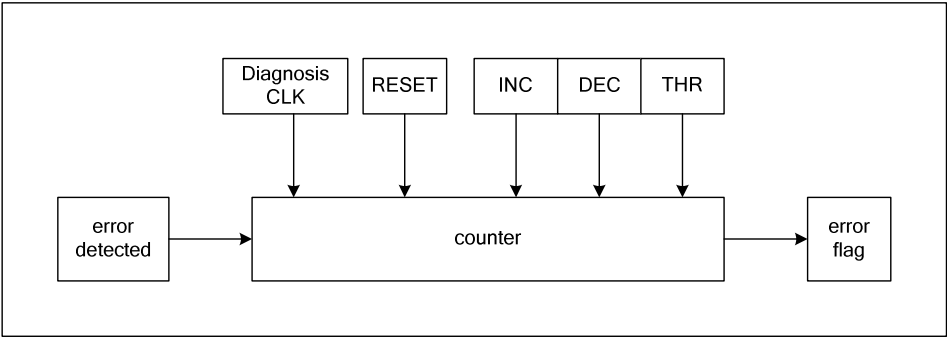 Diagnosis
CLK
RESET
INC
DEC
THR
error
detected
counter
error
flag